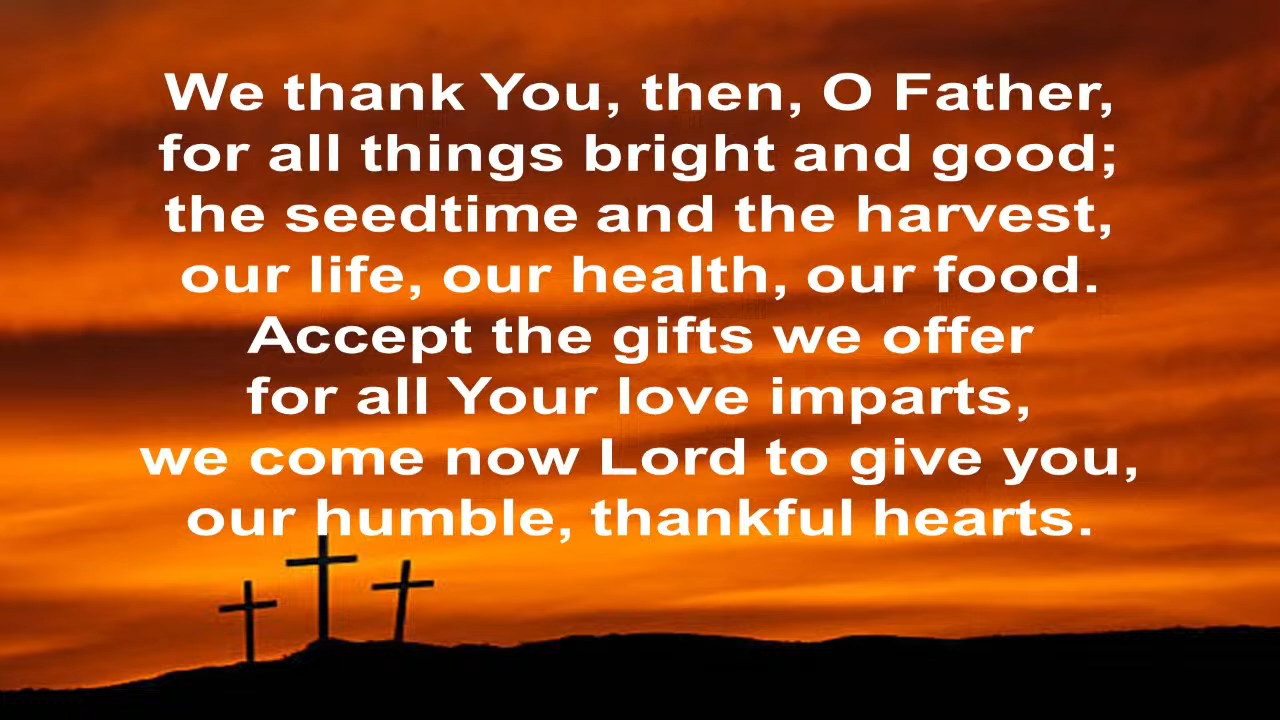 We thank You, then, O Father,
for all things bright and good;
the seedtime and the harvest,
our life, our health, our food.
Accept the gifts we offer
for all Your love imparts,
we come now Lord to give you,
our humble, thankful hearts.